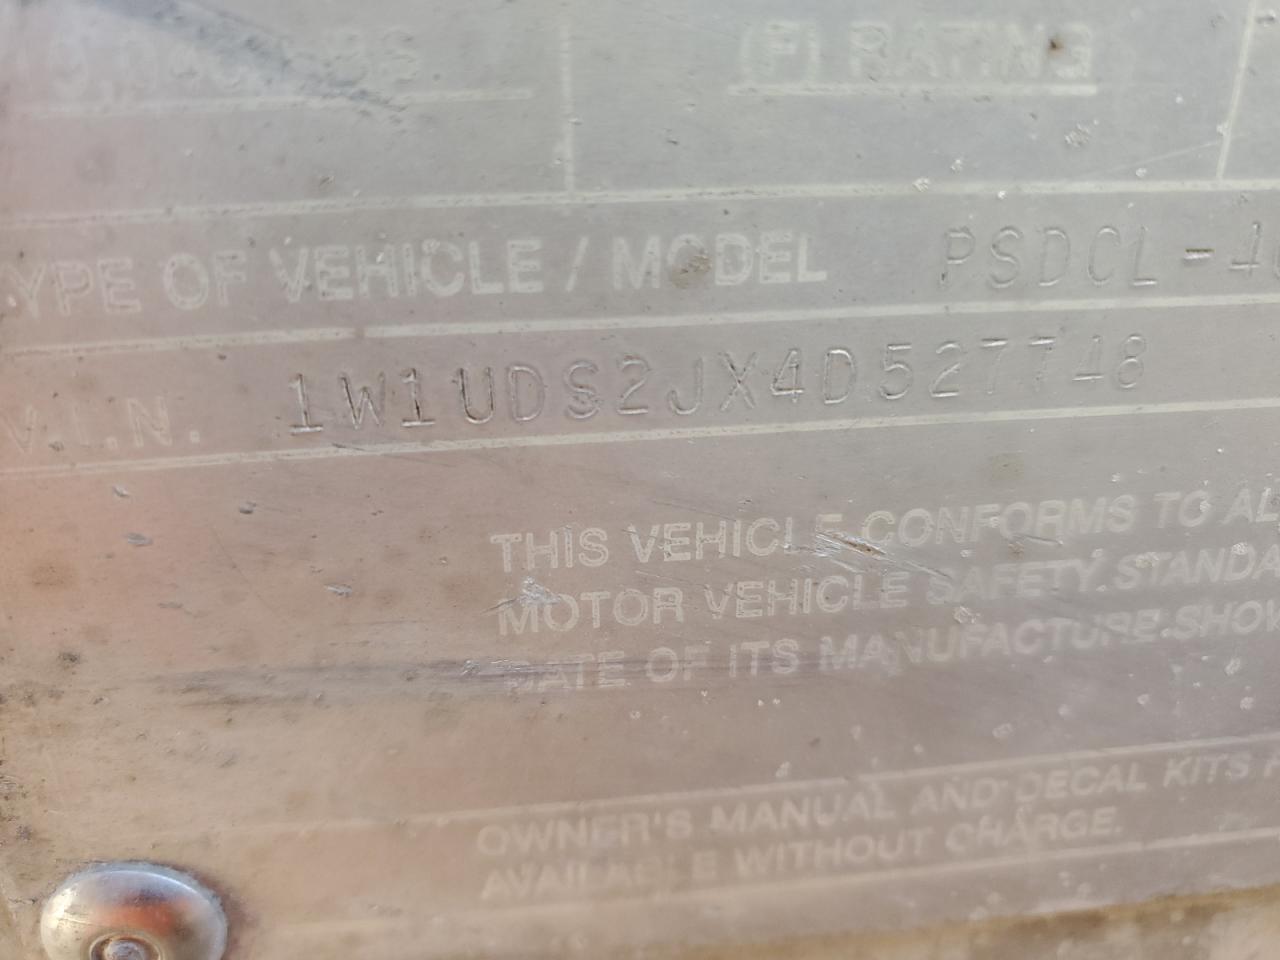 (F) RATING
TYPE OF VEHICLE / MODEL PSDCL-40
V.I.N. 1W1UDS2JX4D527748
THIS VEHICLE CONFORMS TO AL
MOTOR VEHICLE SAFETY STANDA
DATE OF ITS MANUFACTURE SHOW
OWNER'S MANUAL AND DECAL KITS
AVAILABLE WITHOUT CHARGE.